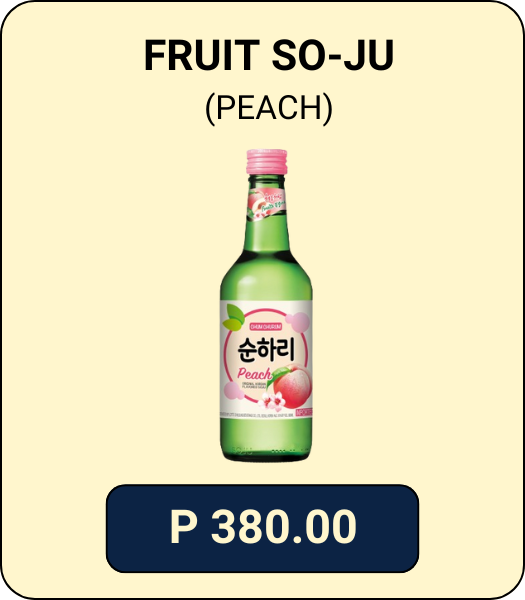 FRUIT SO-JU
(PEACH)
CHUM CHURUM
순하리
Peach
P 380.00